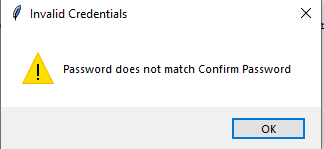 Invalid Credentials
Password does not match Confirm Password
OK